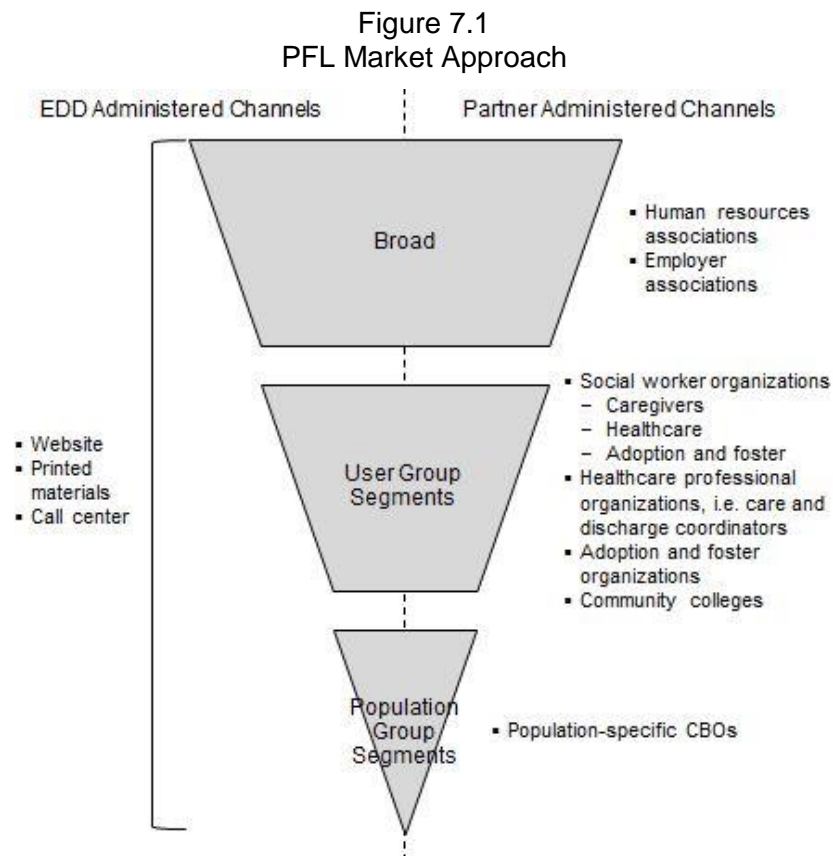 Figure 7.1
PFL Market Approach
EDD Administered Channels
Partner Administered Channels
Broad
▪ Human resources
associations
▪ Employer
associations
▪ Website
▪ Printed
materials
▪ Call center
User Group
Segments
▪ Social worker organizations
– Caregivers
– Healthcare
– Adoption and foster
▪ Healthcare professional
organizations, i.e. care and
discharge coordinators
▪ Adoption and foster
organizations
▪ Community colleges
Population
Group
Segments
▪ Population-specific CBOs